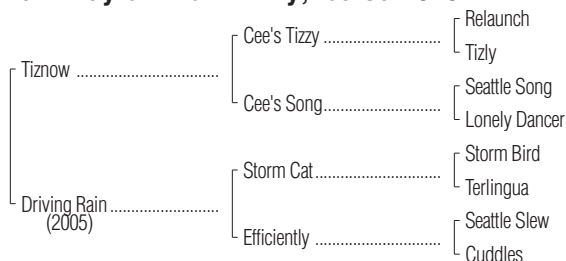 Relaunch
Cee's Tizzy
Tizly
Tiznow
Seattle Song
Cee's Song
Lonely Dancer
Storm Bird
Storm Cat
Terlingua
Driving Rain
(2005)
Seattle Slew
Efficiently
Cuddles